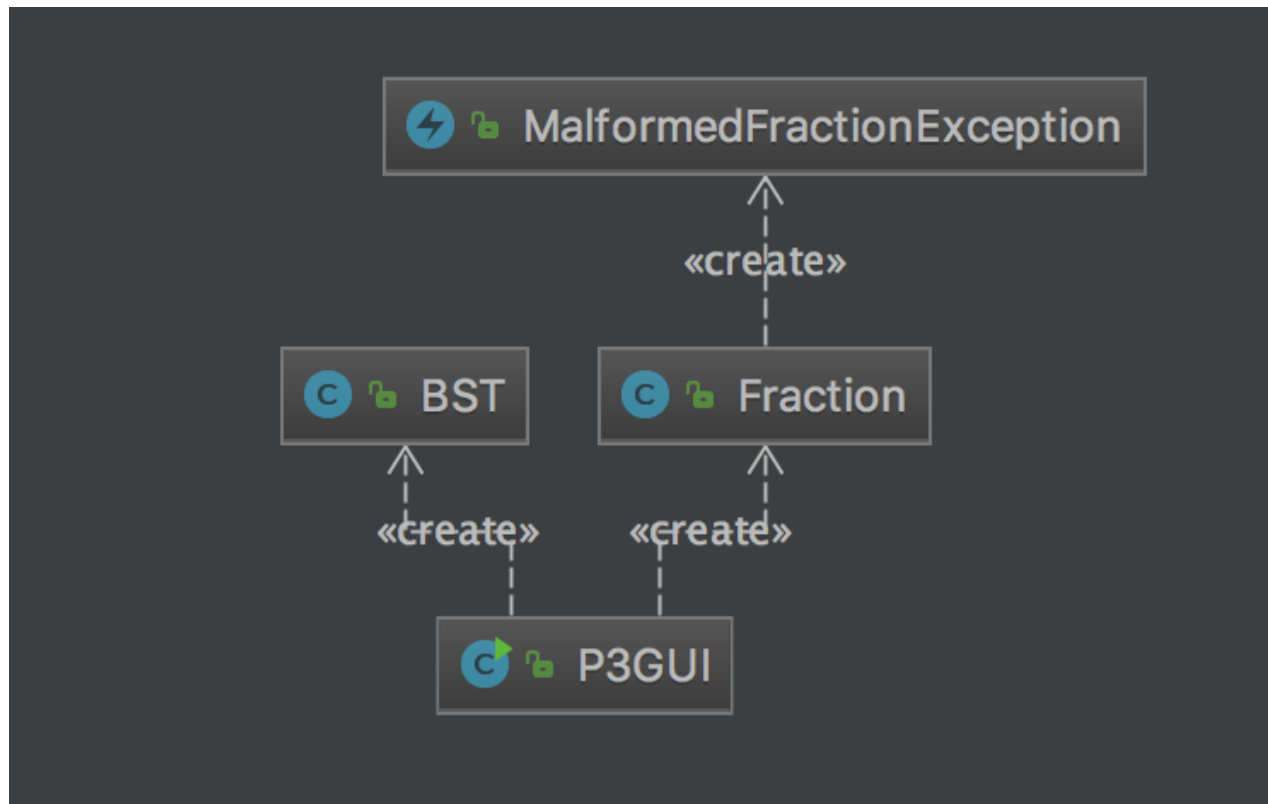 MalformedFractionException
«create»
C BST
C Fraction
«create» «create»
C P3GUI